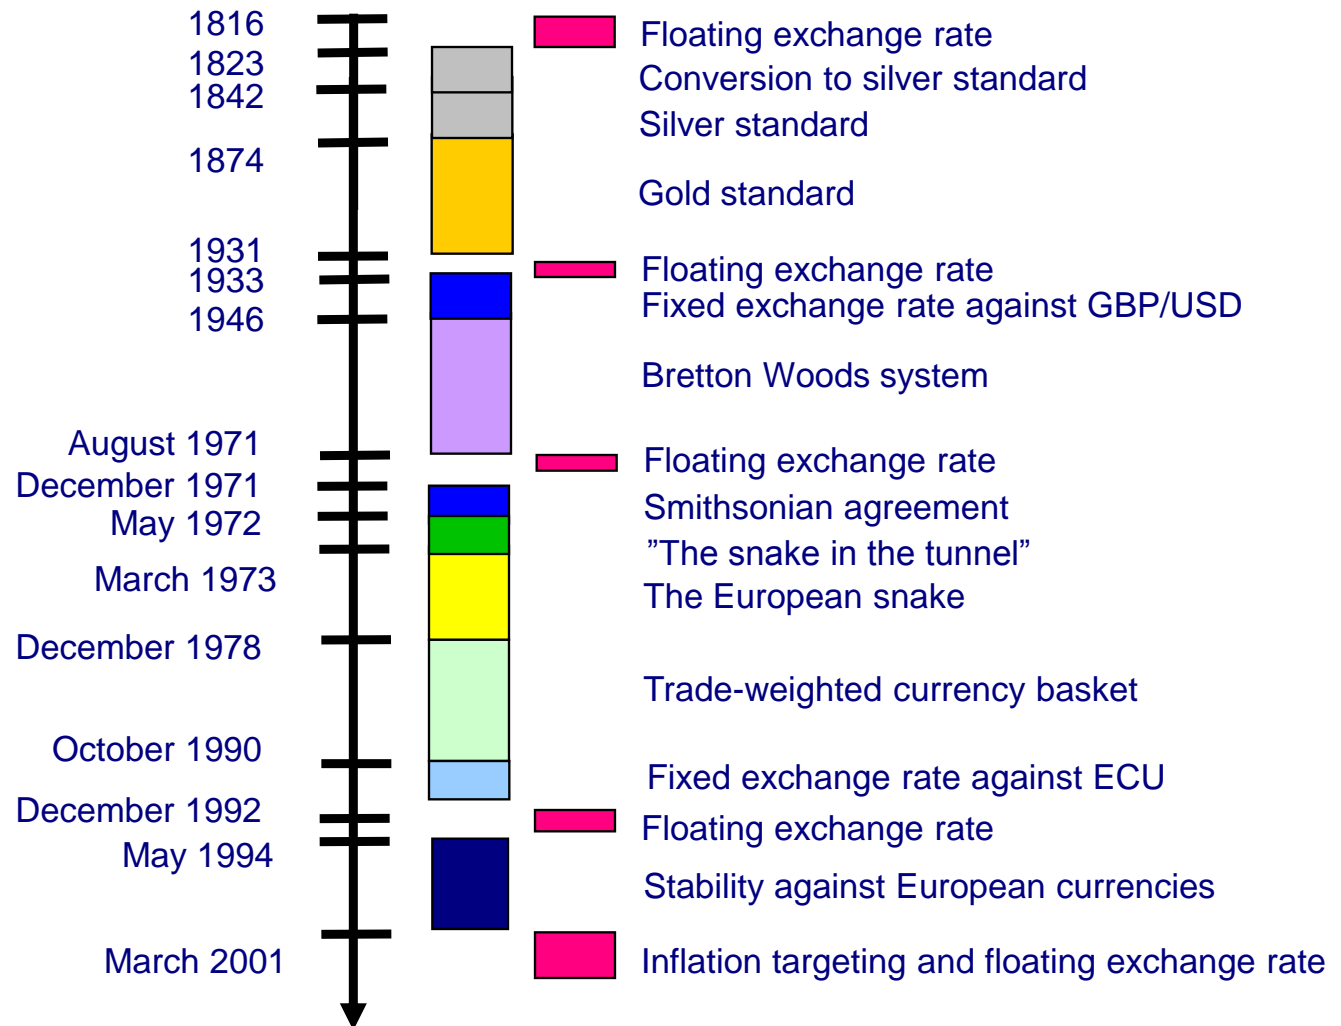 1816
Floating exchange rate
1823
Conversion to silver standard
1842
Silver standard
1874
Gold standard
1931
Floating exchange rate
1933
Fixed exchange rate against GBP/USD
1946
Bretton Woods system
August 1971
Floating exchange rate
December 1971
Smithsonian agreement
May 1972
”The snake in the tunnel”
March 1973
The European snake
December 1978
Trade-weighted currency basket
October 1990
Fixed exchange rate against ECU
December 1992
Floating exchange rate
May 1994
Stability against European currencies
March 2001
Inflation targeting and floating exchange rate